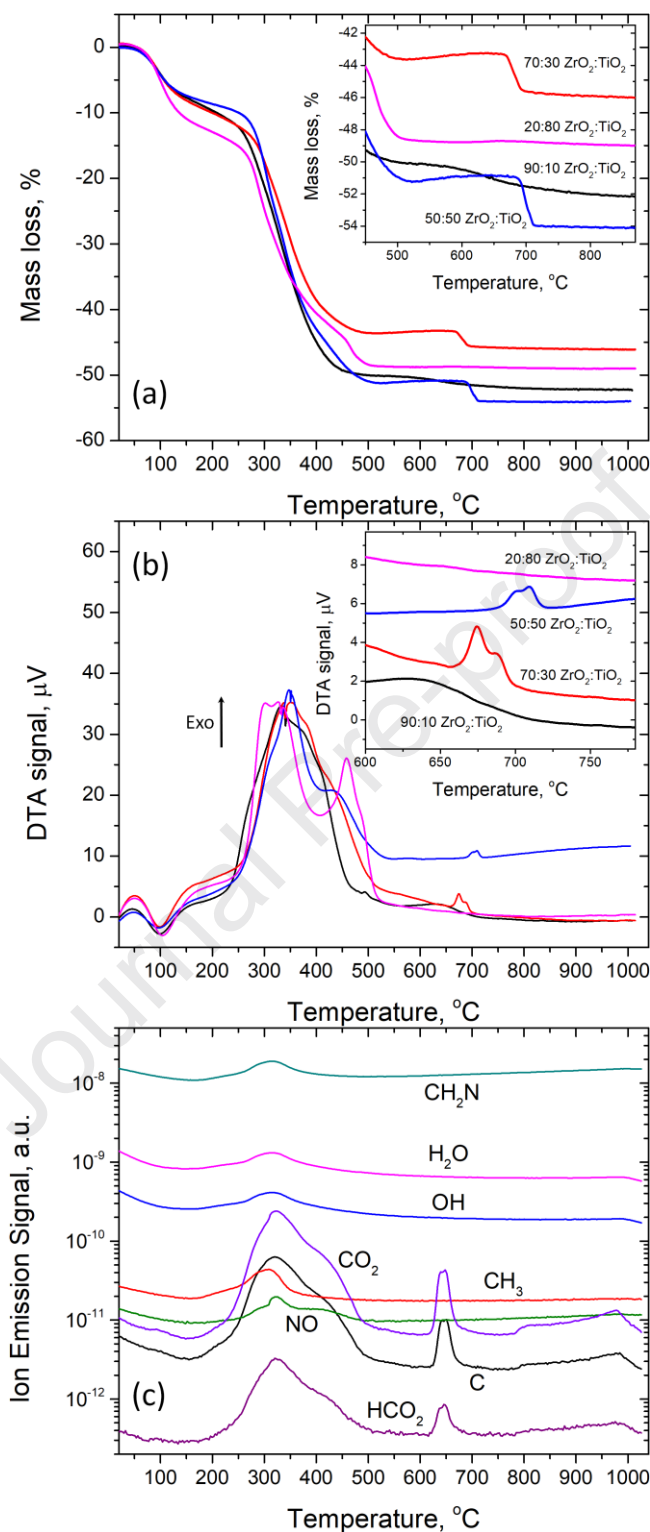 0
-10
-20
-30
-40
-50
-60
Mass loss, %
100 200 300 400 500 600 700 800 900 1000
Temperature, °C
(a)
-42
-44
-46
-48
-50
-52
-54
Mass loss, %
500 600 700 800
Temperature, °C
70:30 ZrO₂:TiO₂
20:80 ZrO₂:TiO₂
90:10 ZrO₂:TiO₂
50:50 ZrO₂:TiO₂
(b)
60
50
40
30
20
10
0
DTA signal, μV
Exo
100 200 300 400 500 600 700 800 900 1000
Temperature, °C
8
6
4
2
0
DTA signal, μV
600 650 700 750
Temperature, °C
20:80 ZrO₂:TiO₂
50:50 ZrO₂:TiO₂
70:30 ZrO₂:TiO₂
90:10 ZrO₂:TiO₂
Journal Pre-proof
10⁻⁸
10⁻⁹
10⁻¹⁰
10⁻¹¹
10⁻¹²
Ion Emission Signal, a.u.
CH₂N
H₂O
OH
CO₂
CH₃
NO
C
HCO₂
(c)
100 200 300 400 500 600 700 800 900 1000
Temperature, °C